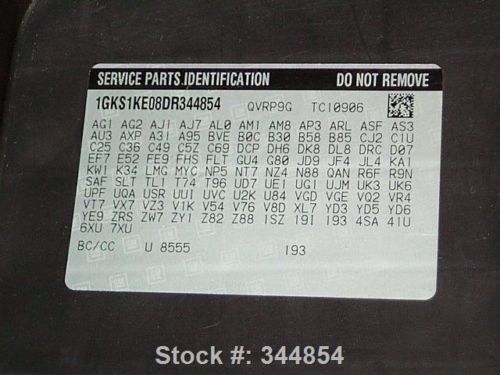 SERVICE PARTS IDENTIFICATION DO NOT REMOVE
1GKS1KE08DR344854 QVRP9G TCI0906
AG1 AG2 AJ1 AJ7 AL0 AM1 AM8 AP3 ARL ASF AS3
AU3 AXP A31 A95 BVE B0C B30 B58 B85 CJ2 C1U
C25 C36 C49 C5Z C69 DCP DH6 DK8 DL8 DRC D07
EF7 E52 FE9 FHS FLT GU4 G80 JD9 JF4 JL4 KA1
KW1 K34 LMG MYC NP5 NT7 NZ4 N88 QAN R6F R9N
SAF SLT TL1 T74 T96 UD7 UE1 UG1 UJM UK3 UK6
UPF UQA USR UU1 UVC U2K U84 VGD VGE VQ2 VR4
VT7 VX7 VZ3 V1K V54 V76 V8D XL7 YD3 YD5 YD6
YE9 ZRS ZW7 ZY1 Z82 Z88 1SZ 19I 193 4SA 41U
6XU 7XU
BC/CC U 8555 193
Stock #: 344854